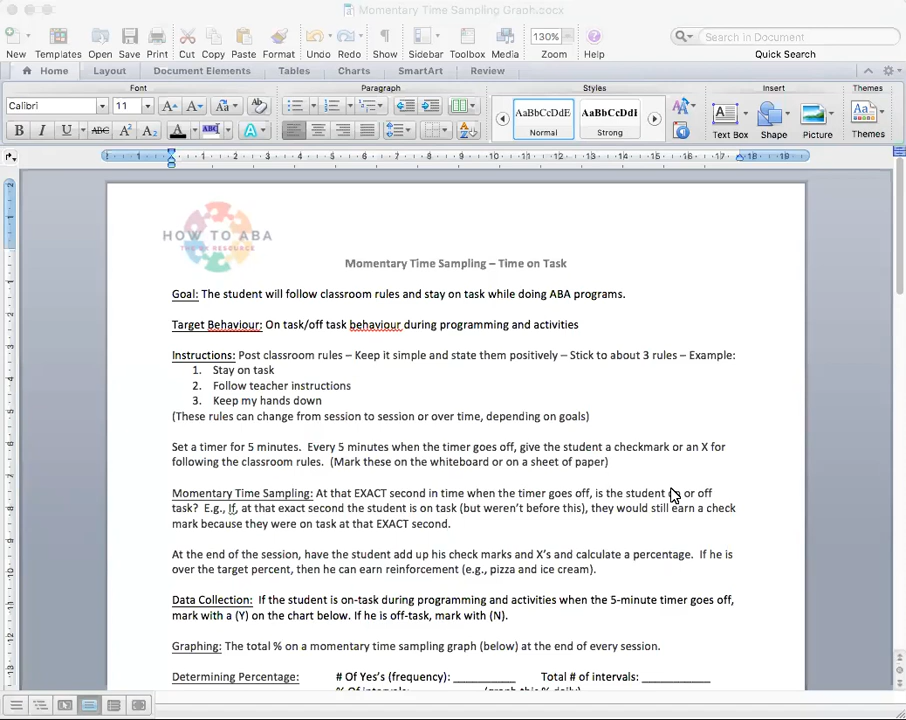 Momentary Time Sampling Graph.docx
New Templates Open Save Print Cut Copy Paste Format Undo Redo Show Sidebar Toolbox Media 130% Zoom Help Search in Document Quick Search
Home Layout Document Elements Tables Charts SmartArt Review
Font Paragraph Styles Insert Themes
Calibri 11 AaBbCcDdE Normal AaBbCcDdE Strong Text Box Shape Picture Themes
HOW TO ABA
Momentary Time Sampling – Time on Task
Goal: The student will follow classroom rules and stay on task while doing ABA programs.
Target Behaviour: On task/off task behaviour during programming and activities
Instructions: Post classroom rules – Keep it simple and state them positively – Stick to about 3 rules – Example:
1. Stay on task
2. Follow teacher instructions
3. Keep my hands down
(These rules can change from session to session or over time, depending on goals)
Set a timer for 5 minutes. Every 5 minutes when the timer goes off, give the student a checkmark or an X for
following the classroom rules. (Mark these on the whiteboard or on a sheet of paper)
Momentary Time Sampling: At that EXACT second in time when the timer goes off, is the student on or off
task? E.g., If, at that exact second the student is on task (but weren't before this), they would still earn a check
mark because they were on task at that EXACT second.
At the end of the session, have the student add up his check marks and X's and calculate a percentage. If he is
over the target percent, then he can earn reinforcement (e.g., pizza and ice cream).
Data Collection: If the student is on-task during programming and activities when the 5-minute timer goes off,
mark with a (Y) on the chart below. If he is off-task, mark with (N).
Graphing: The total % on a momentary time sampling graph (below) at the end of every session.
Determining Percentage: # Of Yes's (frequency): ___________ Total # of intervals: ___________